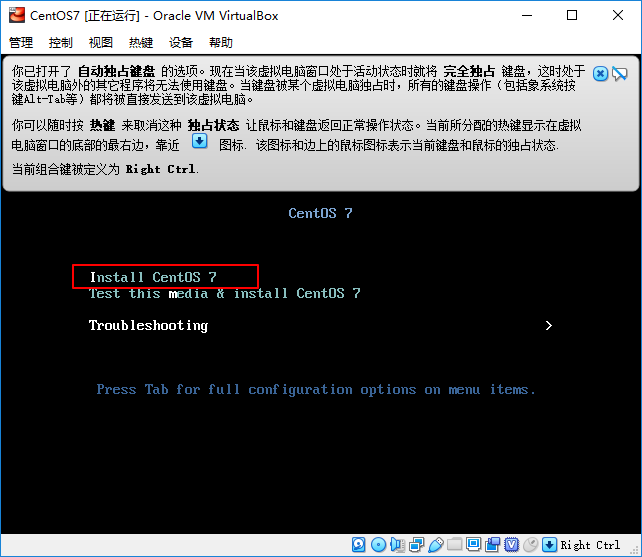 CentOS7 [正在运行] - Oracle VM VirtualBox
管理 控制 视图 热键 设备 帮助
你已打开了 自动独占键盘 的选项。现在当该虚拟电脑窗口处于活动状态时就将 完全独占 键盘，这时处于
该虚拟电脑外的其它程序将无法使用键盘。当键盘被某个虚拟电脑独占时，所有的键盘操作（包括象系统按
键Alt-Tab等）都将被直接发送到该虚拟电脑。
你可以随时按 热键 来取消这种 独占状态 让鼠标和键盘返回正常操作状态。当前所分配的热键显示在虚拟
电脑窗口的底部的最右边，靠近 图标. 该图标和边上的鼠标图标表示当前键盘和鼠标的独占状态.
当前组合键被定义为 Right Ctrl.
CentOS 7
Install CentOS 7
Test this media & install CentOS 7
Troubleshooting >
Press Tab for full configuration options on menu items.
Right Ctrl